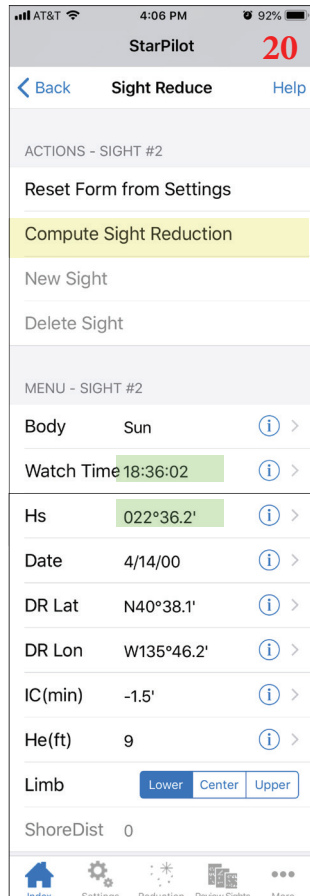 AT&T 4:06 PM 92%
StarPilot 20
Back Sight Reduce Help
ACTIONS - SIGHT #2
Reset Form from Settings
Compute Sight Reduction
New Sight
Delete Sight
MENU - SIGHT #2
Body Sun
Watch Time 18:36:02
Hs 022°36.2'
Date 4/14/00
DR Lat N40°38.1'
DR Lon W135°46.2'
IC(min) -1.5'
He(ft) 9
Limb Lower Center Upper
ShoreDist 0
Index Settings Reduction Review Sights More